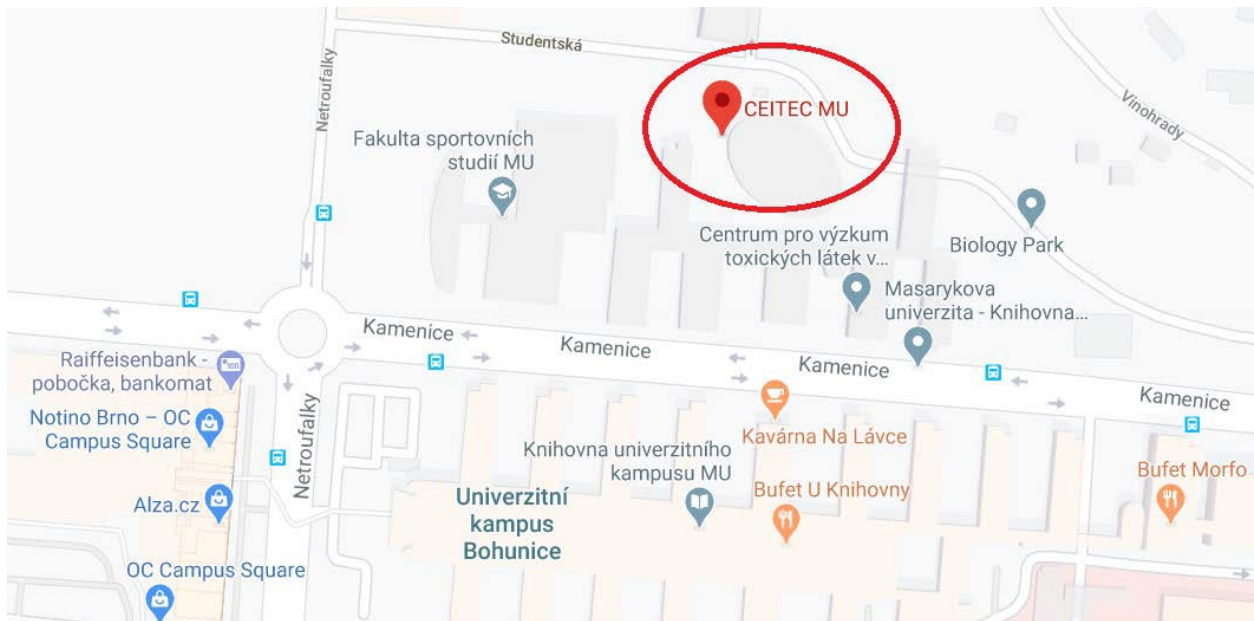 Studentská
Netroufalky
CEITEC MU
Vinohrady
Fakulta sportovních
studií MU
Centrum pro výzkum
toxických látek v...
Biology Park
Masarykova
univerzita - Knihovna...
Kamenice
Kamenice
Kamenice
Kamenice
Raiffeisenbank -
pobočka, bankomat
Notino Brno – OC
Campus Square
Netroufalky
Kavárna Na Lávce
Knihovna univerzitního
kampusu MU
Bufet Morfo
Bufet U Knihovny
Alza.cz
Univerzitní
kampus
Bohunice
OC Campus Square